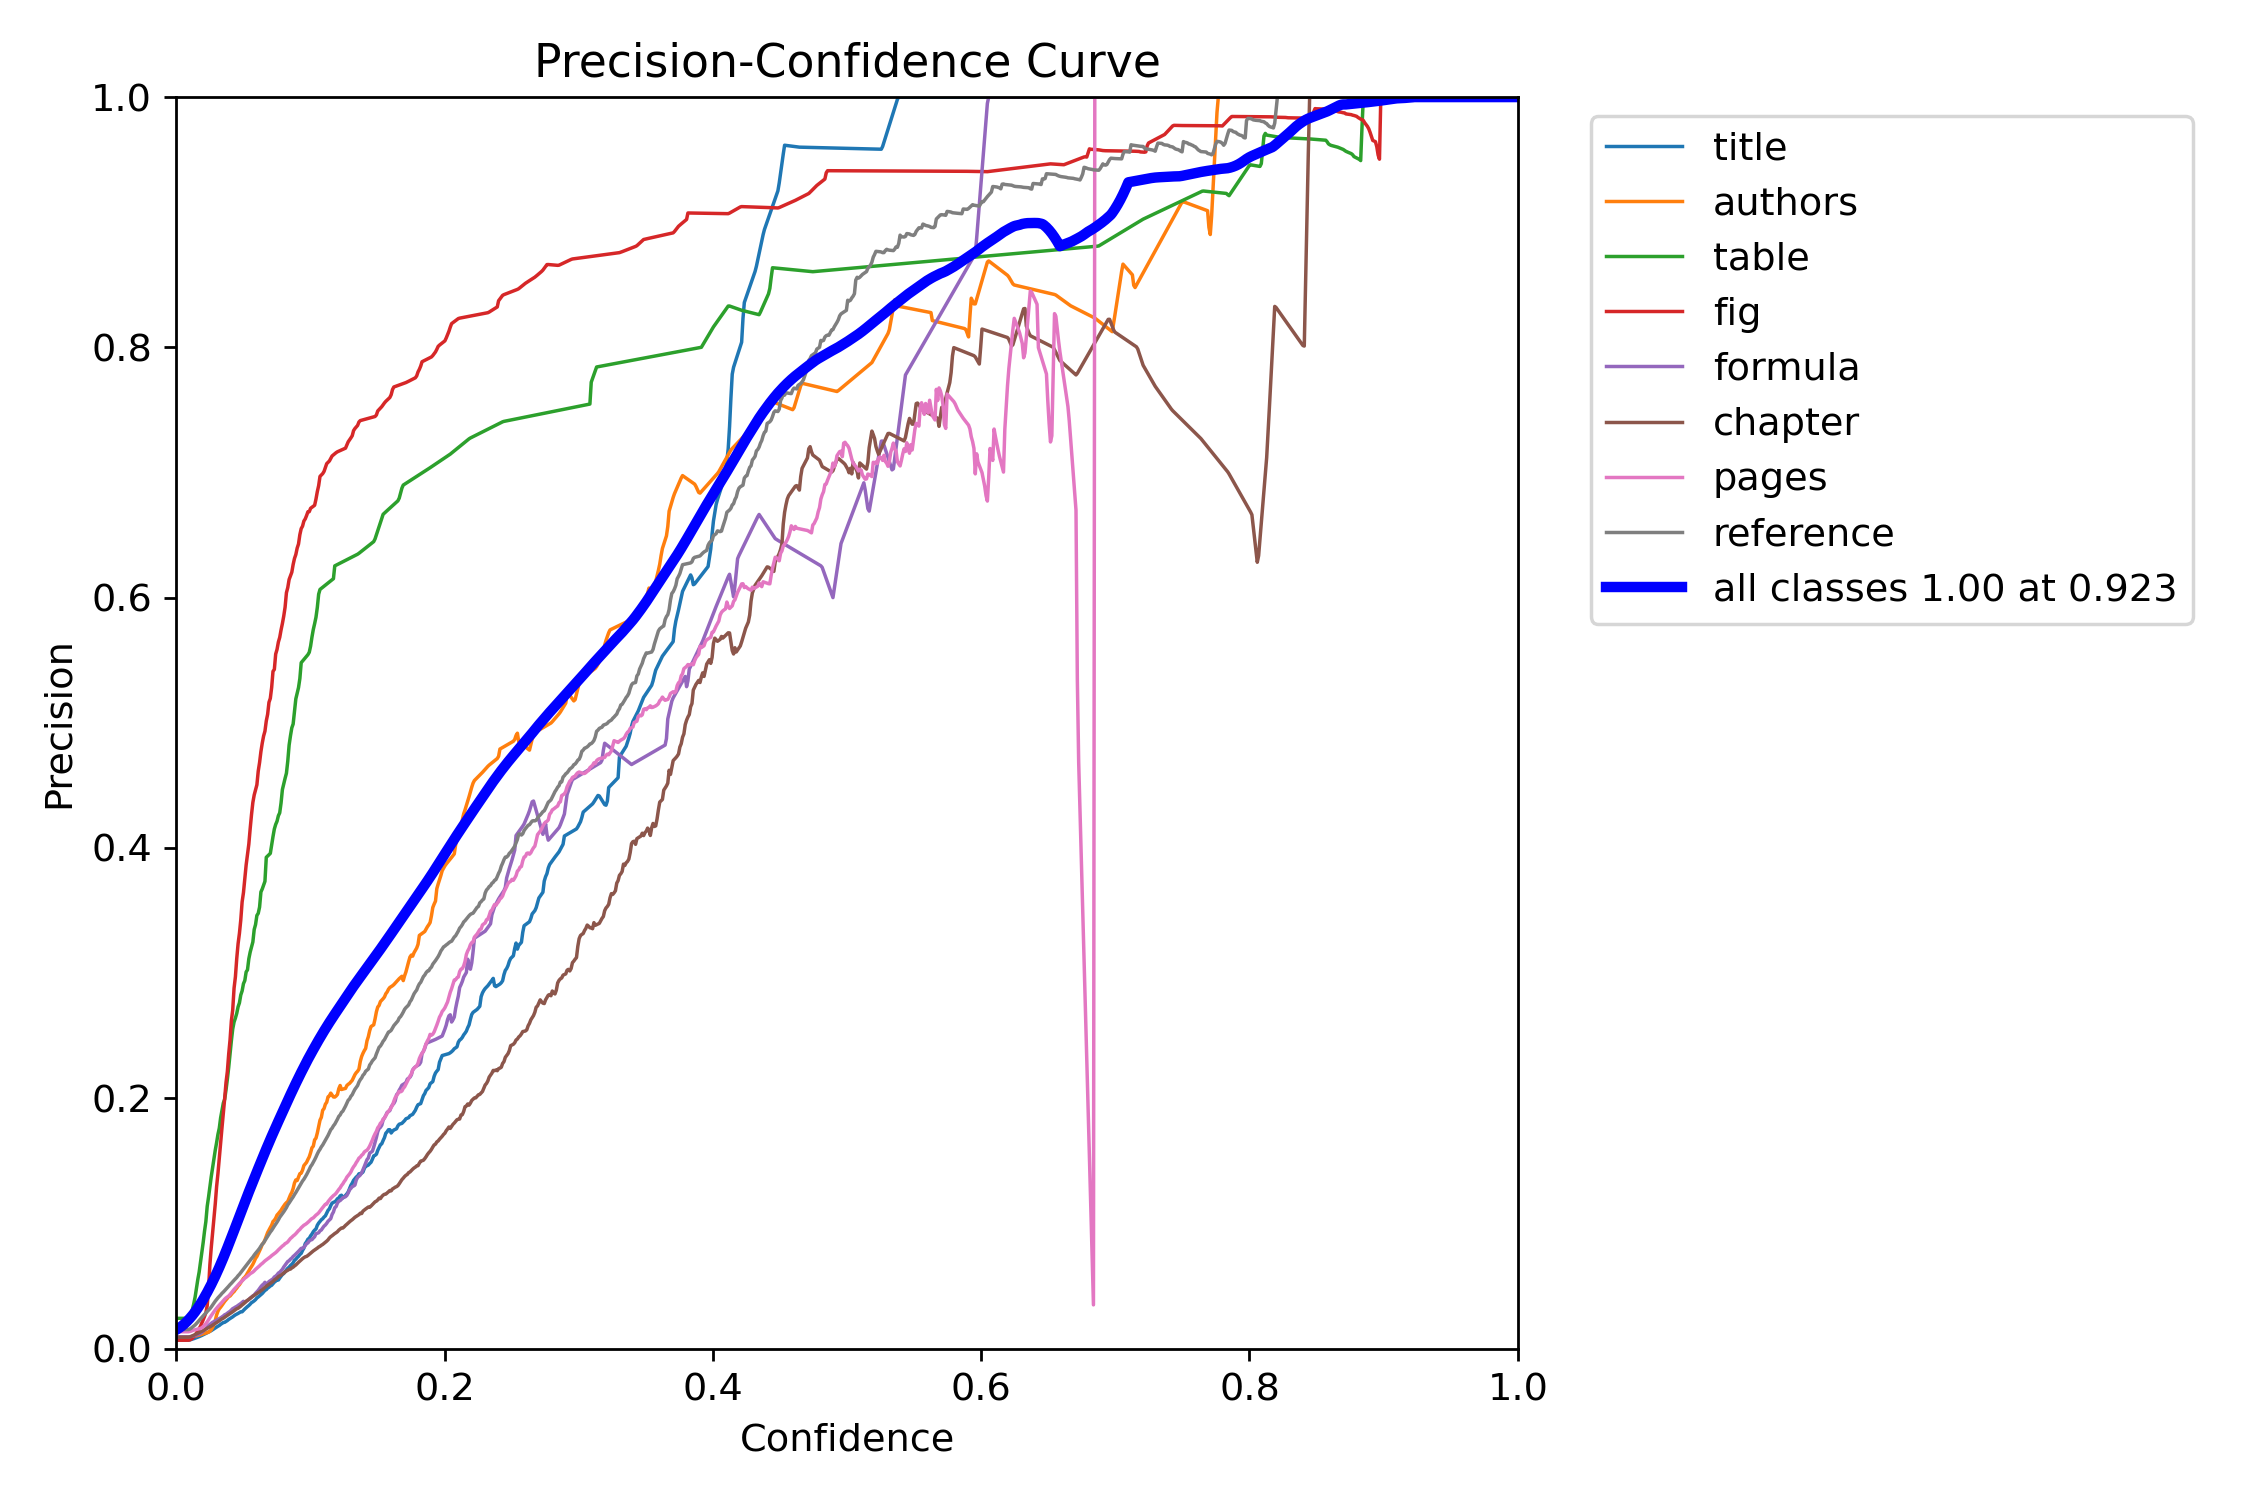 Precision-Confidence Curve
1.0
0.8
0.6
0.4
0.2
0.0
Precision
0.0 0.2 0.4 0.6 0.8 1.0
Confidence
title
authors
table
fig
formula
chapter
pages
reference
all classes 1.00 at 0.923